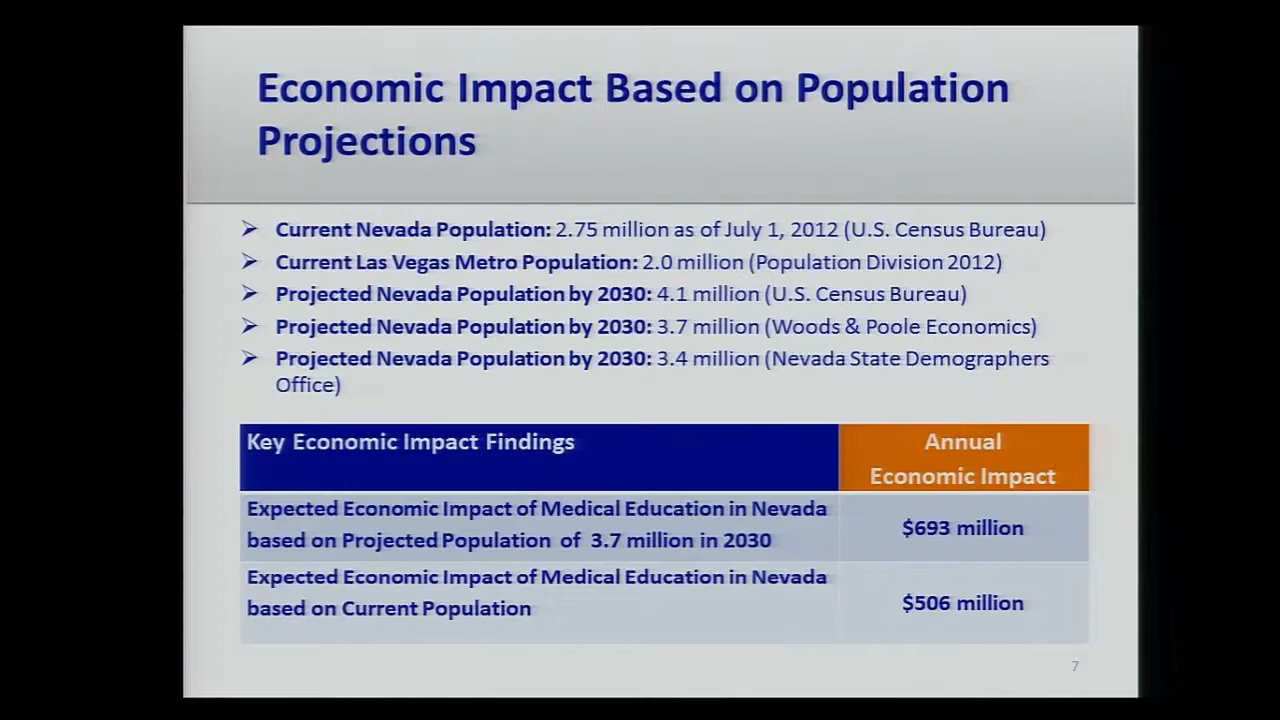 Economic Impact Based on Population
Projections
➢ Current Nevada Population: 2.75 million as of July 1, 2012 (U.S. Census Bureau)
➢ Current Las Vegas Metro Population: 2.0 million (Population Division 2012)
➢ Projected Nevada Population by 2030: 4.1 million (U.S. Census Bureau)
➢ Projected Nevada Population by 2030: 3.7 million (Woods & Poole Economics)
➢ Projected Nevada Population by 2030: 3.4 million (Nevada State Demographers
Office)
Key Economic Impact Findings
Annual
Economic Impact
Expected Economic Impact of Medical Education in Nevada
based on Projected Population of 3.7 million in 2030
$693 million
Expected Economic Impact of Medical Education in Nevada
based on Current Population
$506 million
7